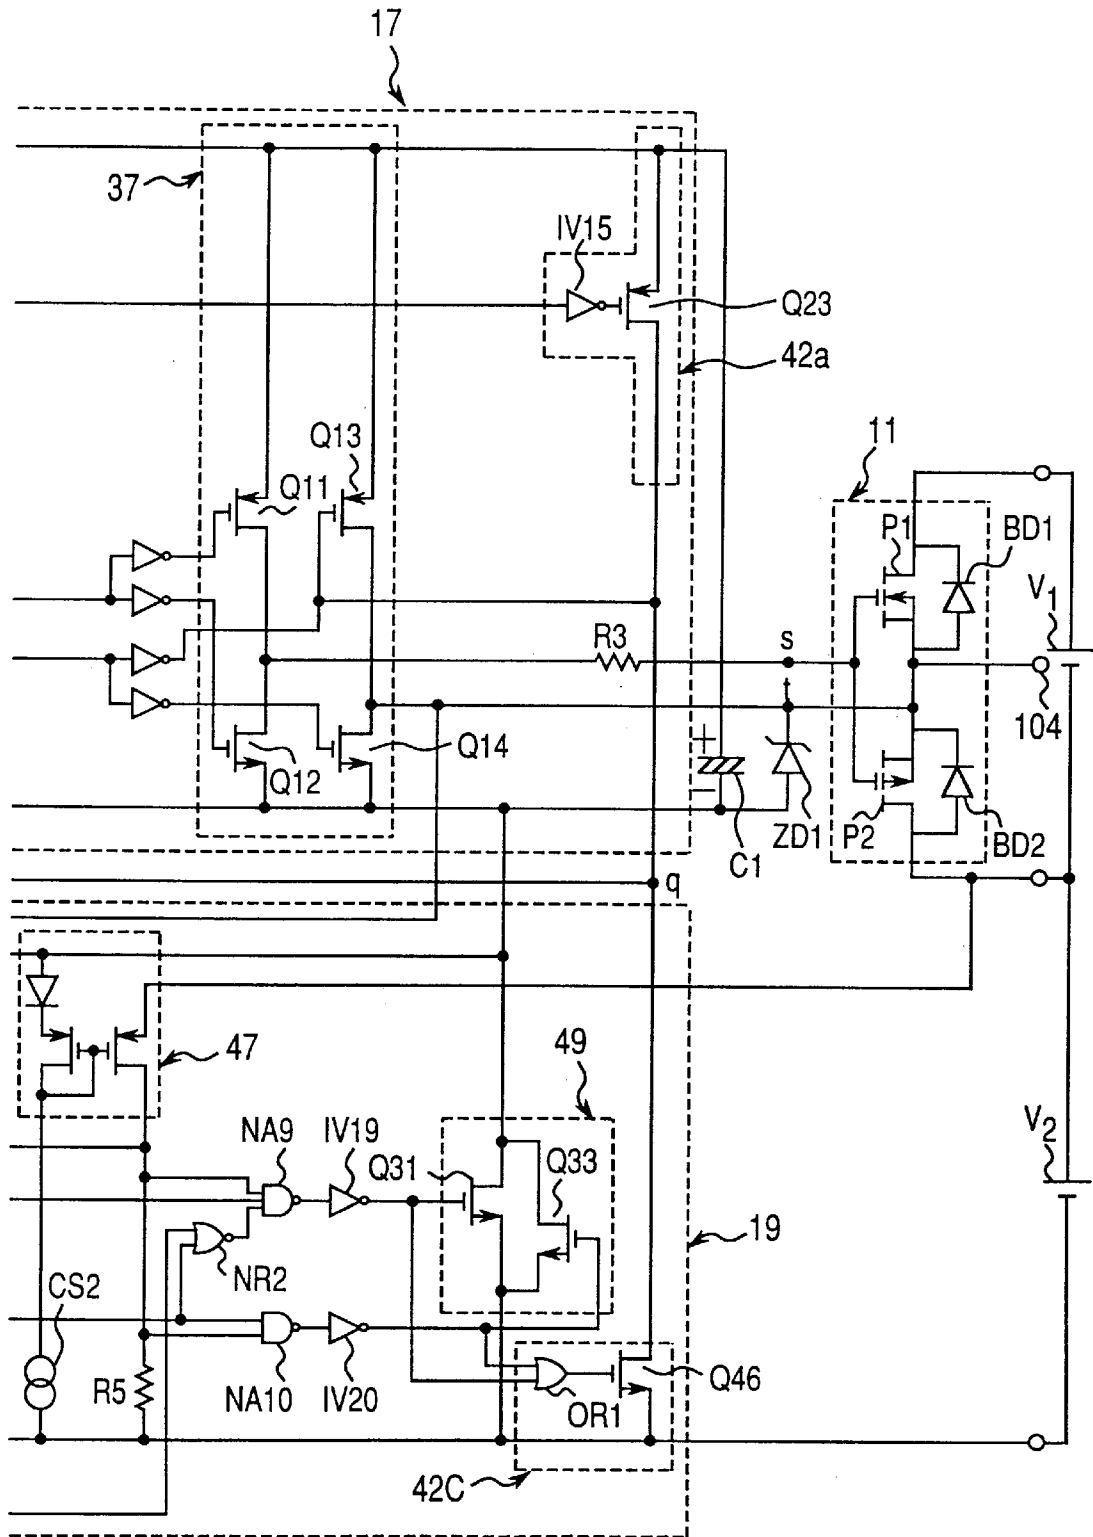 17
37
IV15
Q23
42a
Q13
Q11
11
P1
BD1
V1
R3
s
t
104
Q14
Q12
+
−
C1
ZD1
P2
BD2
q
47
49
V2
NA9
IV19
Q31
Q33
19
NR2
CS2
R5
NA10
IV20
OR1
Q46
42C